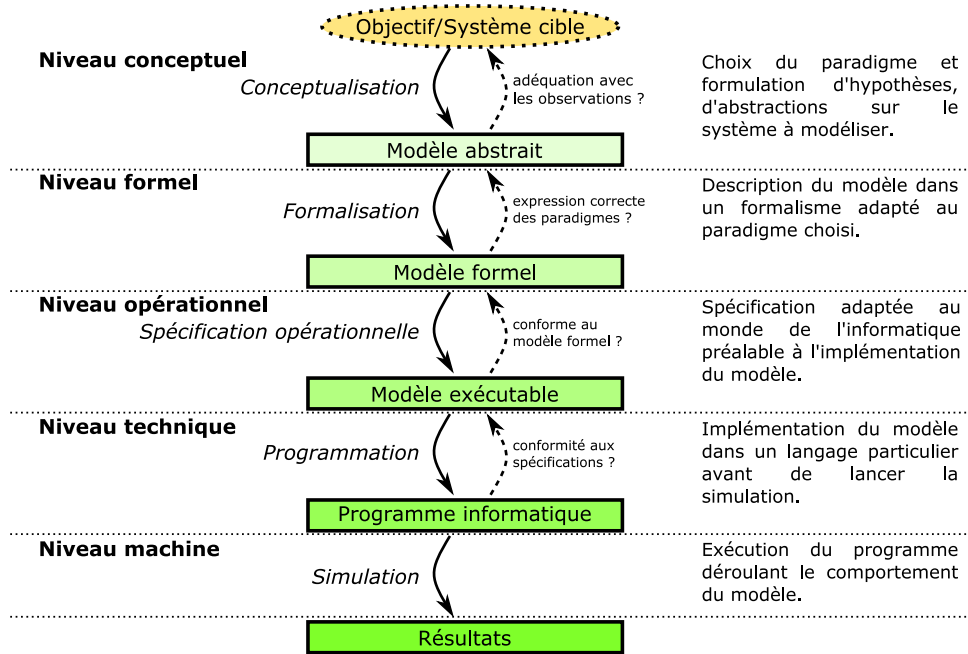 Objectif/Système cible
Niveau conceptuel
Conceptualisation
adéquation avec
les observations ?
Choix du paradigme et
formulation d'hypothèses,
d'abstractions sur le
système à modéliser.
Modèle abstrait
Niveau formel
Formalisation
expression correcte
des paradigmes ?
Description du modèle dans
un formalisme adapté au
paradigme choisi.
Modèle formel
Niveau opérationnel
Spécification opérationnelle
conforme au
modèle formel ?
Spécification adaptée au
monde de l'informatique
préalable à l'implémentation
du modèle.
Modèle exécutable
Niveau technique
Programmation
conformité aux
spécifications ?
Implémentation du modèle
dans un langage particulier
avant de lancer la
simulation.
Programme informatique
Niveau machine
Simulation
Exécution du programme
déroulant le comportement
du modèle.
Résultats